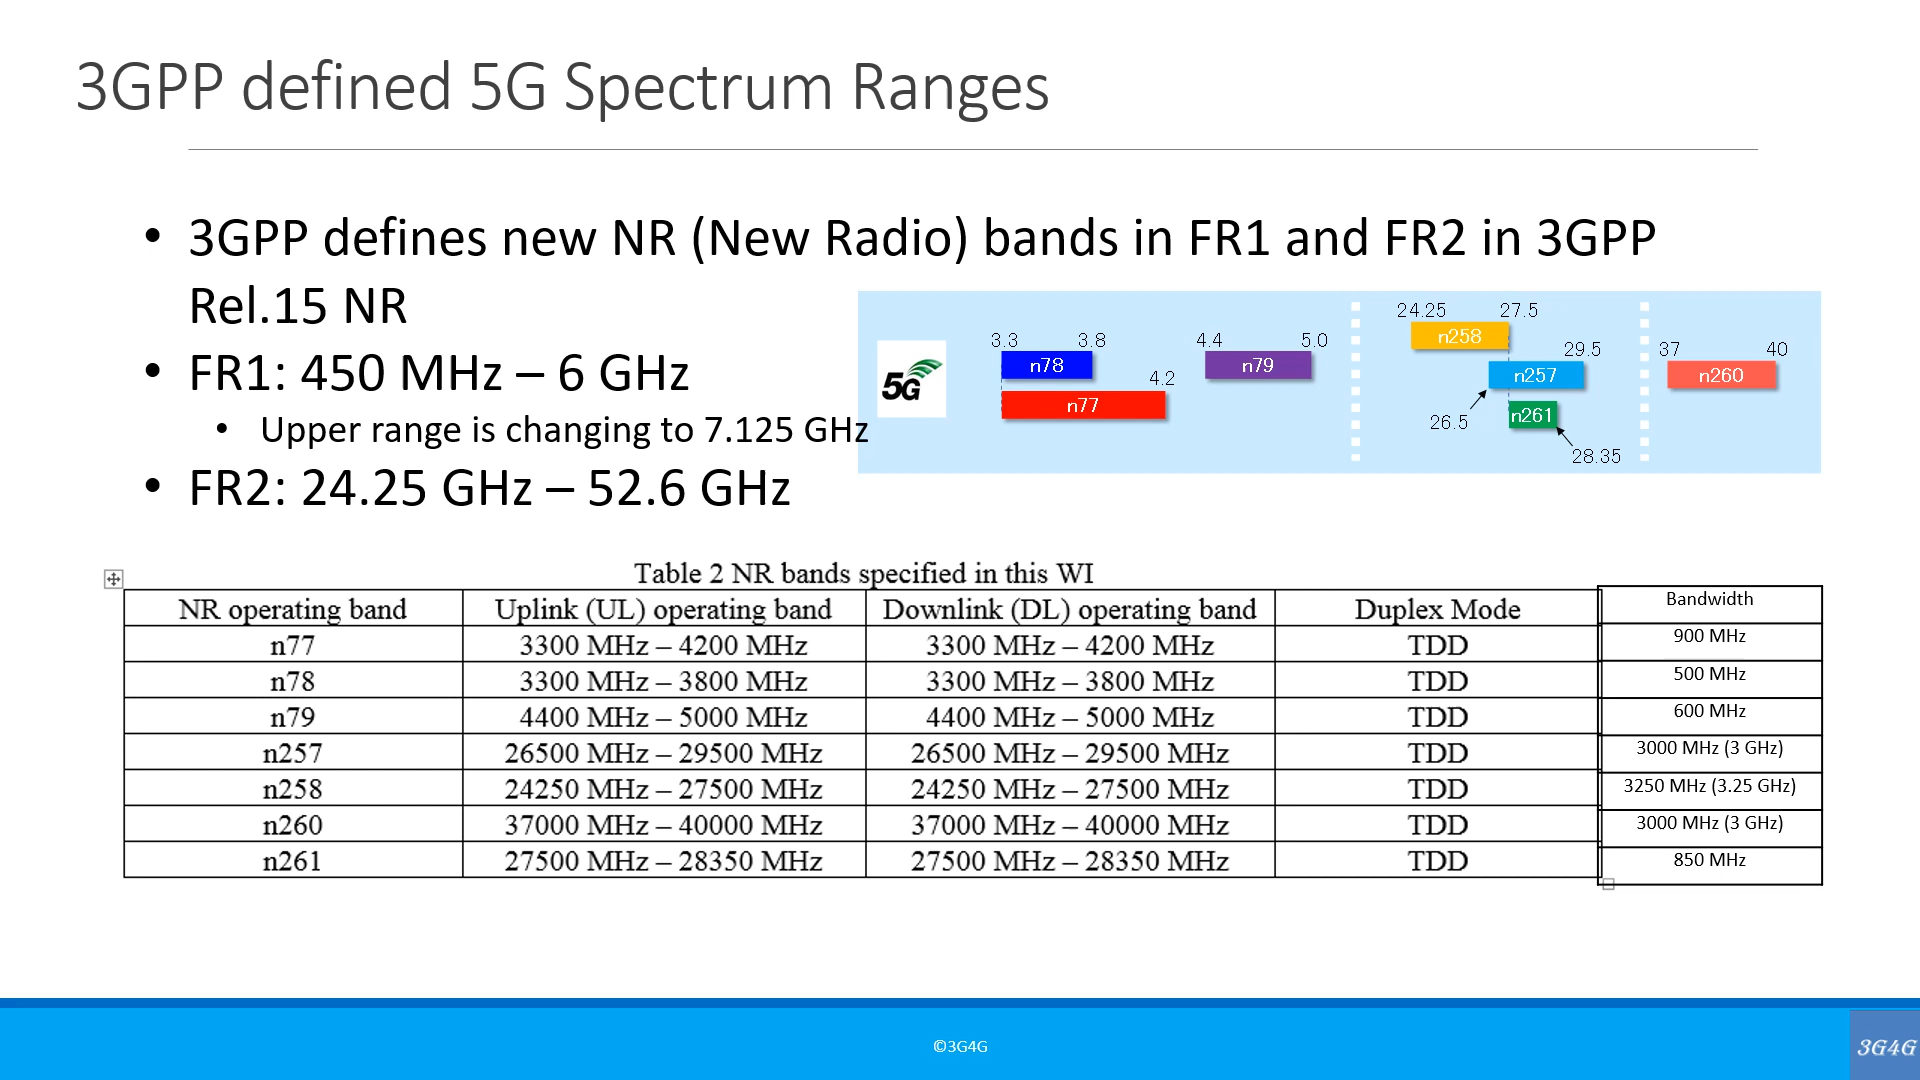 3GPP defined 5G Spectrum Ranges
• 3GPP defines new NR (New Radio) bands in FR1 and FR2 in 3GPP
Rel.15 NR
• FR1: 450 MHz – 6 GHz
• Upper range is changing to 7.125 GHz
• FR2: 24.25 GHz – 52.6 GHz
5G
3.3 3.8
n78
4.2
n77
4.4 5.0
n79
24.25 27.5
n258
29.5
n257
26.5
n261
28.35
37 40
n260
Table 2 NR bands specified in this WI
NR operating band Uplink (UL) operating band Downlink (DL) operating band Duplex Mode Bandwidth
n77 3300 MHz – 4200 MHz 3300 MHz – 4200 MHz TDD 900 MHz
n78 3300 MHz – 3800 MHz 3300 MHz – 3800 MHz TDD 500 MHz
n79 4400 MHz – 5000 MHz 4400 MHz – 5000 MHz TDD 600 MHz
n257 26500 MHz – 29500 MHz 26500 MHz – 29500 MHz TDD 3000 MHz (3 GHz)
n258 24250 MHz – 27500 MHz 24250 MHz – 27500 MHz TDD 3250 MHz (3.25 GHz)
n260 37000 MHz – 40000 MHz 37000 MHz – 40000 MHz TDD 3000 MHz (3 GHz)
n261 27500 MHz – 28350 MHz 27500 MHz – 28350 MHz TDD 850 MHz
©3G4G
3G4G